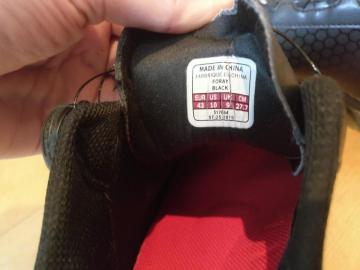 MADE IN CHINA
FABRIQUÉ EN CHINA
FORAY
BLACK
EUR US UK CM
43 10 9 27.7